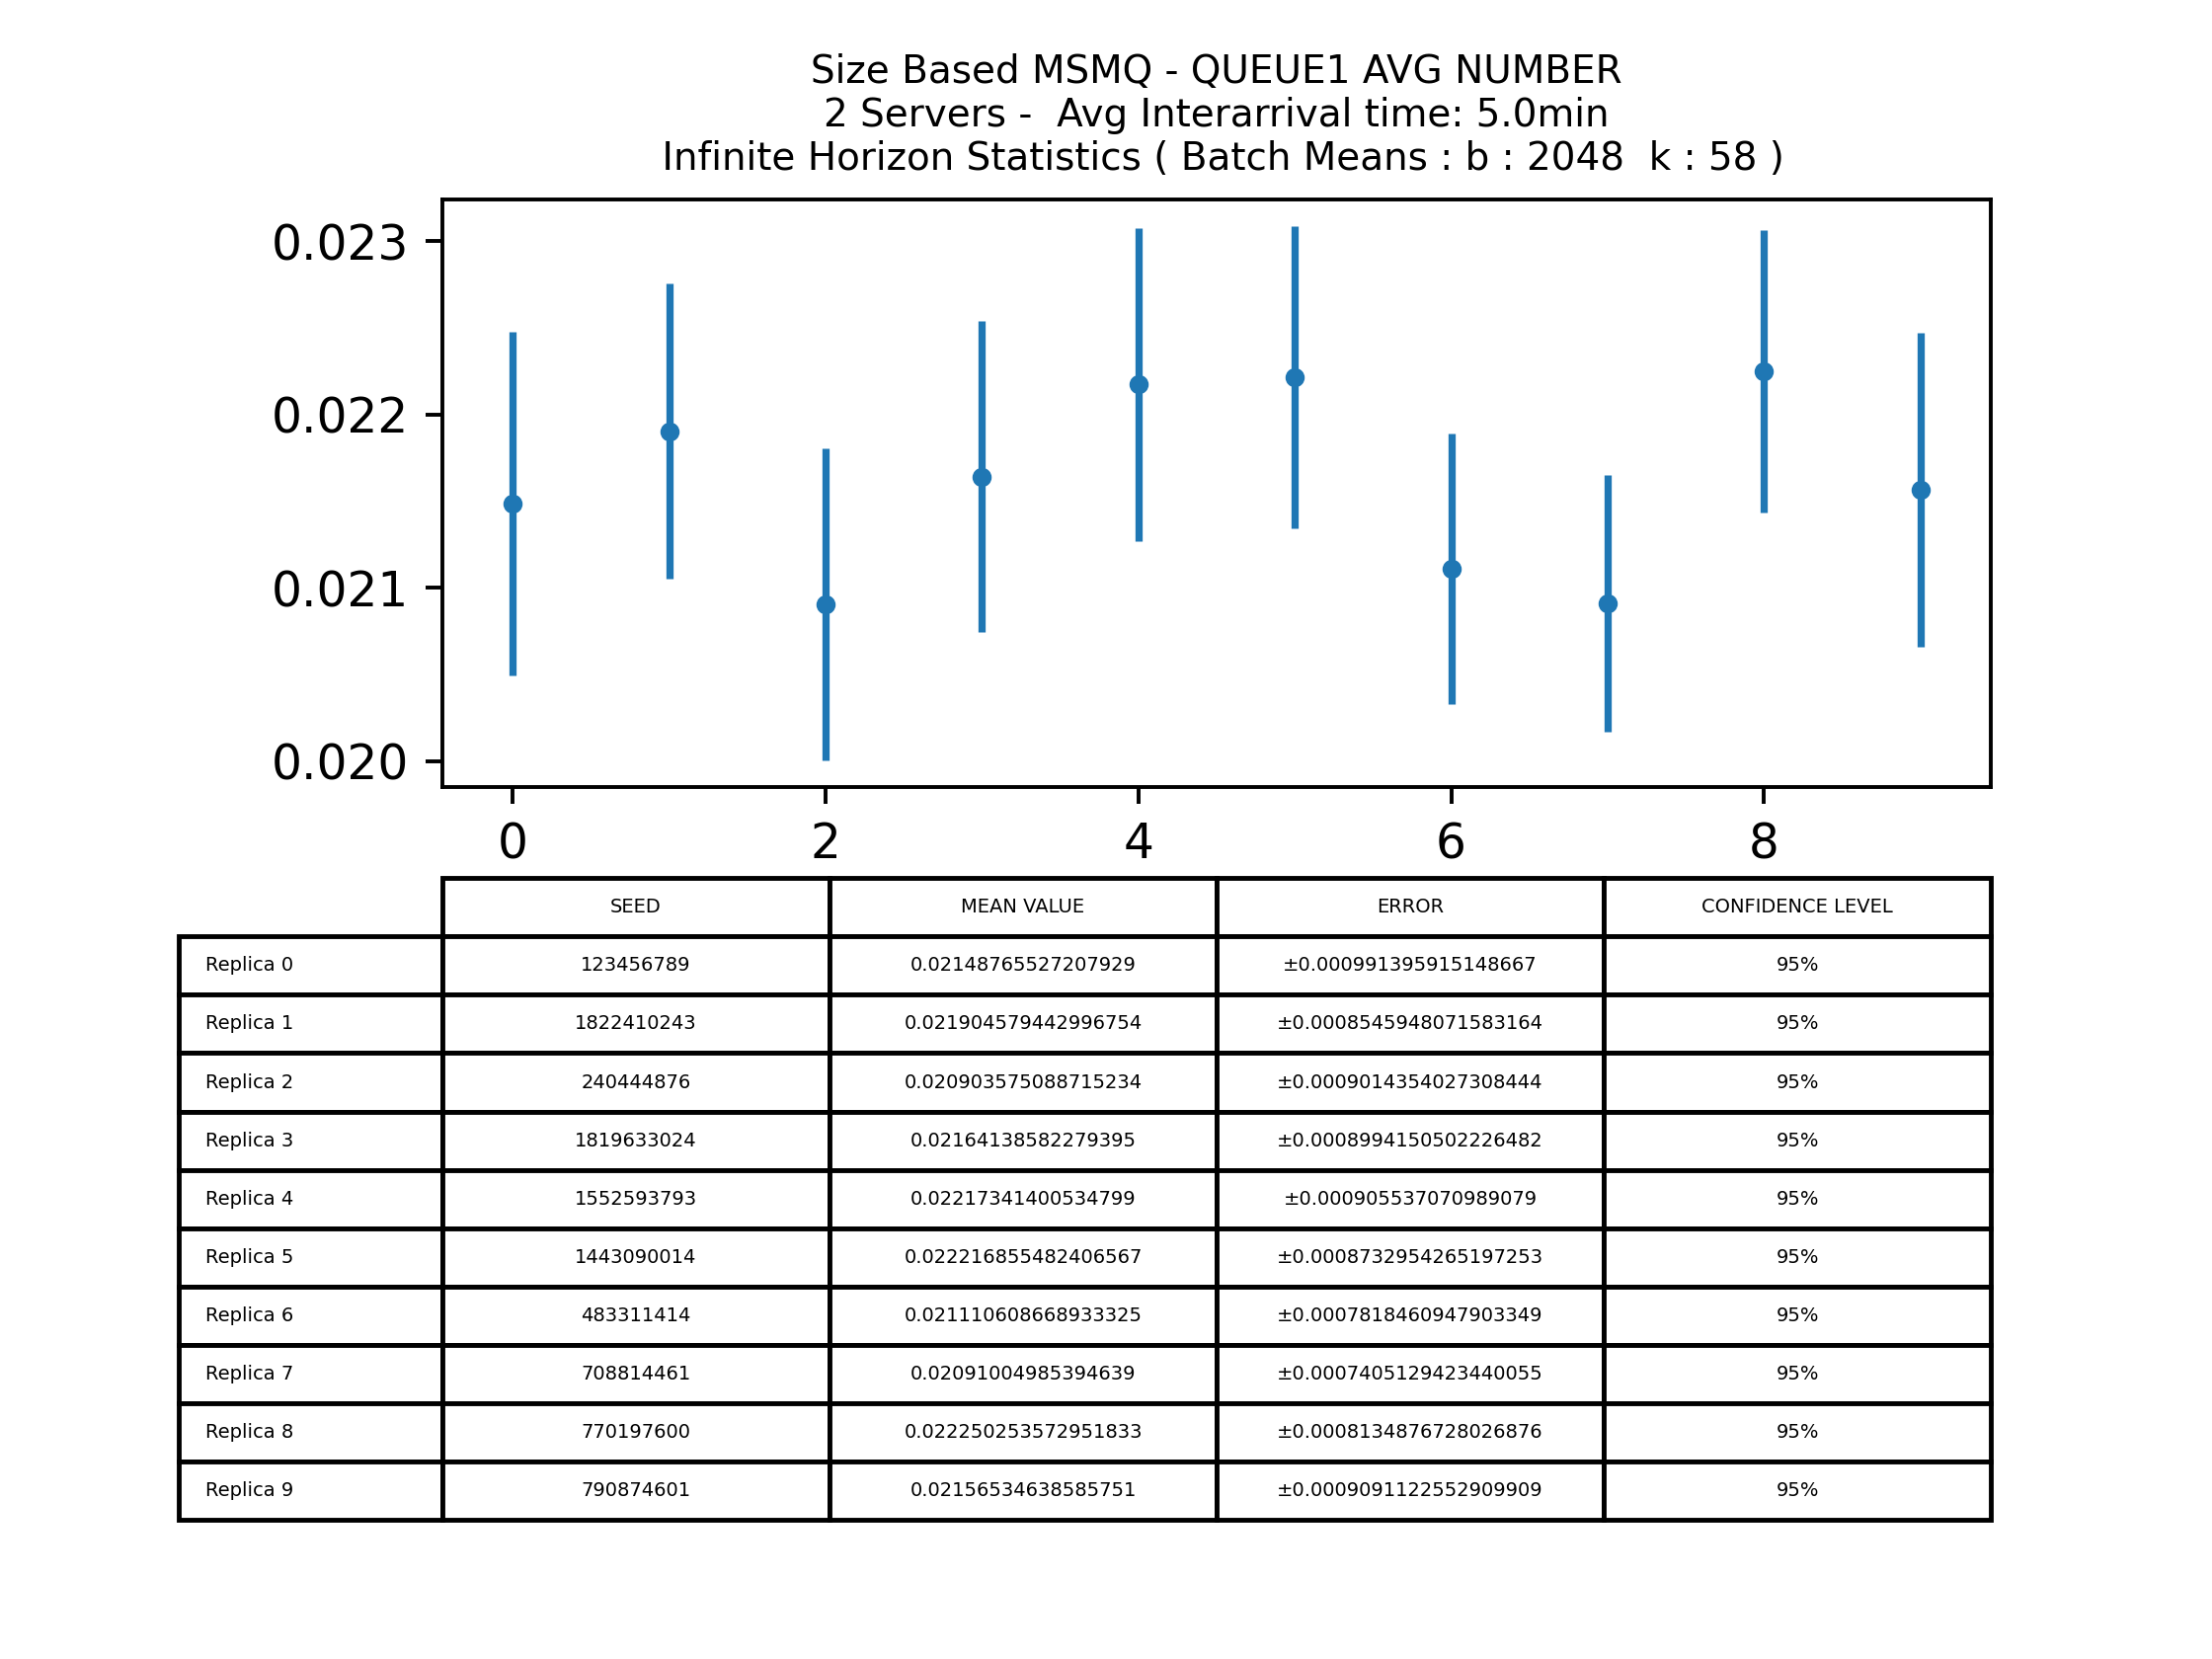 Size Based MSMQ - QUEUE1 AVG NUMBER
2 Servers -  Avg Interarrival time: 5.0min
Infinite Horizon Statistics ( Batch Means : b : 2048  k : 58 )
0.023
0.022
0.021
0.020
0 2 4 6 8
SEED MEAN VALUE ERROR CONFIDENCE LEVEL
Replica 0 123456789 0.02148765527207929 ±0.000991395915148667 95%
Replica 1 1822410243 0.021904579442996754 ±0.0008545948071583164 95%
Replica 2 240444876 0.020903575088715234 ±0.0009014354027308444 95%
Replica 3 1819633024 0.02164138582279395 ±0.0008994150502226482 95%
Replica 4 1552593793 0.02217341400534799 ±0.000905537070989079 95%
Replica 5 1443090014 0.022216855482406567 ±0.0008732954265197253 95%
Replica 6 483311414 0.021110608668933325 ±0.0007818460947903349 95%
Replica 7 708814461 0.02091004985394639 ±0.0007405129423440055 95%
Replica 8 770197600 0.022250253572951833 ±0.0008134876728026876 95%
Replica 9 790874601 0.02156534638585751 ±0.0009091122552909909 95%